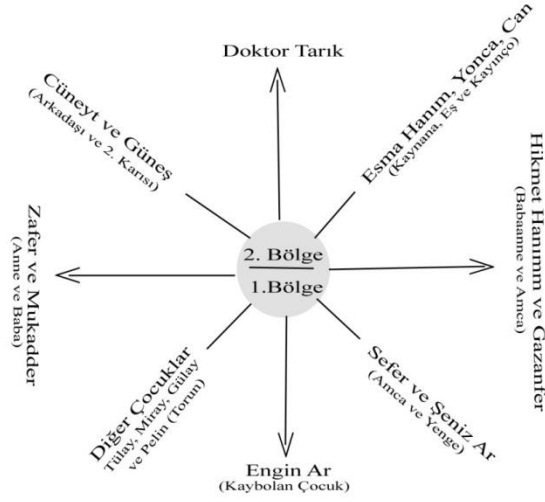 Doktor Tarık
Cüneyt ve Güneş
(Arkadaşı ve 2. Karısı)
Esma Hanım, Yonca, Can
(Kaynana, Eş ve Kayınço)
Zafer ve Mukadder
(Anne ve Baba)
2. Bölge
1.Bölge
Hikmet Hanımm ve Gazanfer
(Babaanne ve Amca)
Diğer Çocuklar
Tülay, Miray, Gülay
ve Pelin (Torun)
Sefer ve Şeniz Ar
(Amca ve Yenge)
Engin Ar
(Kaybolan Çocuk)